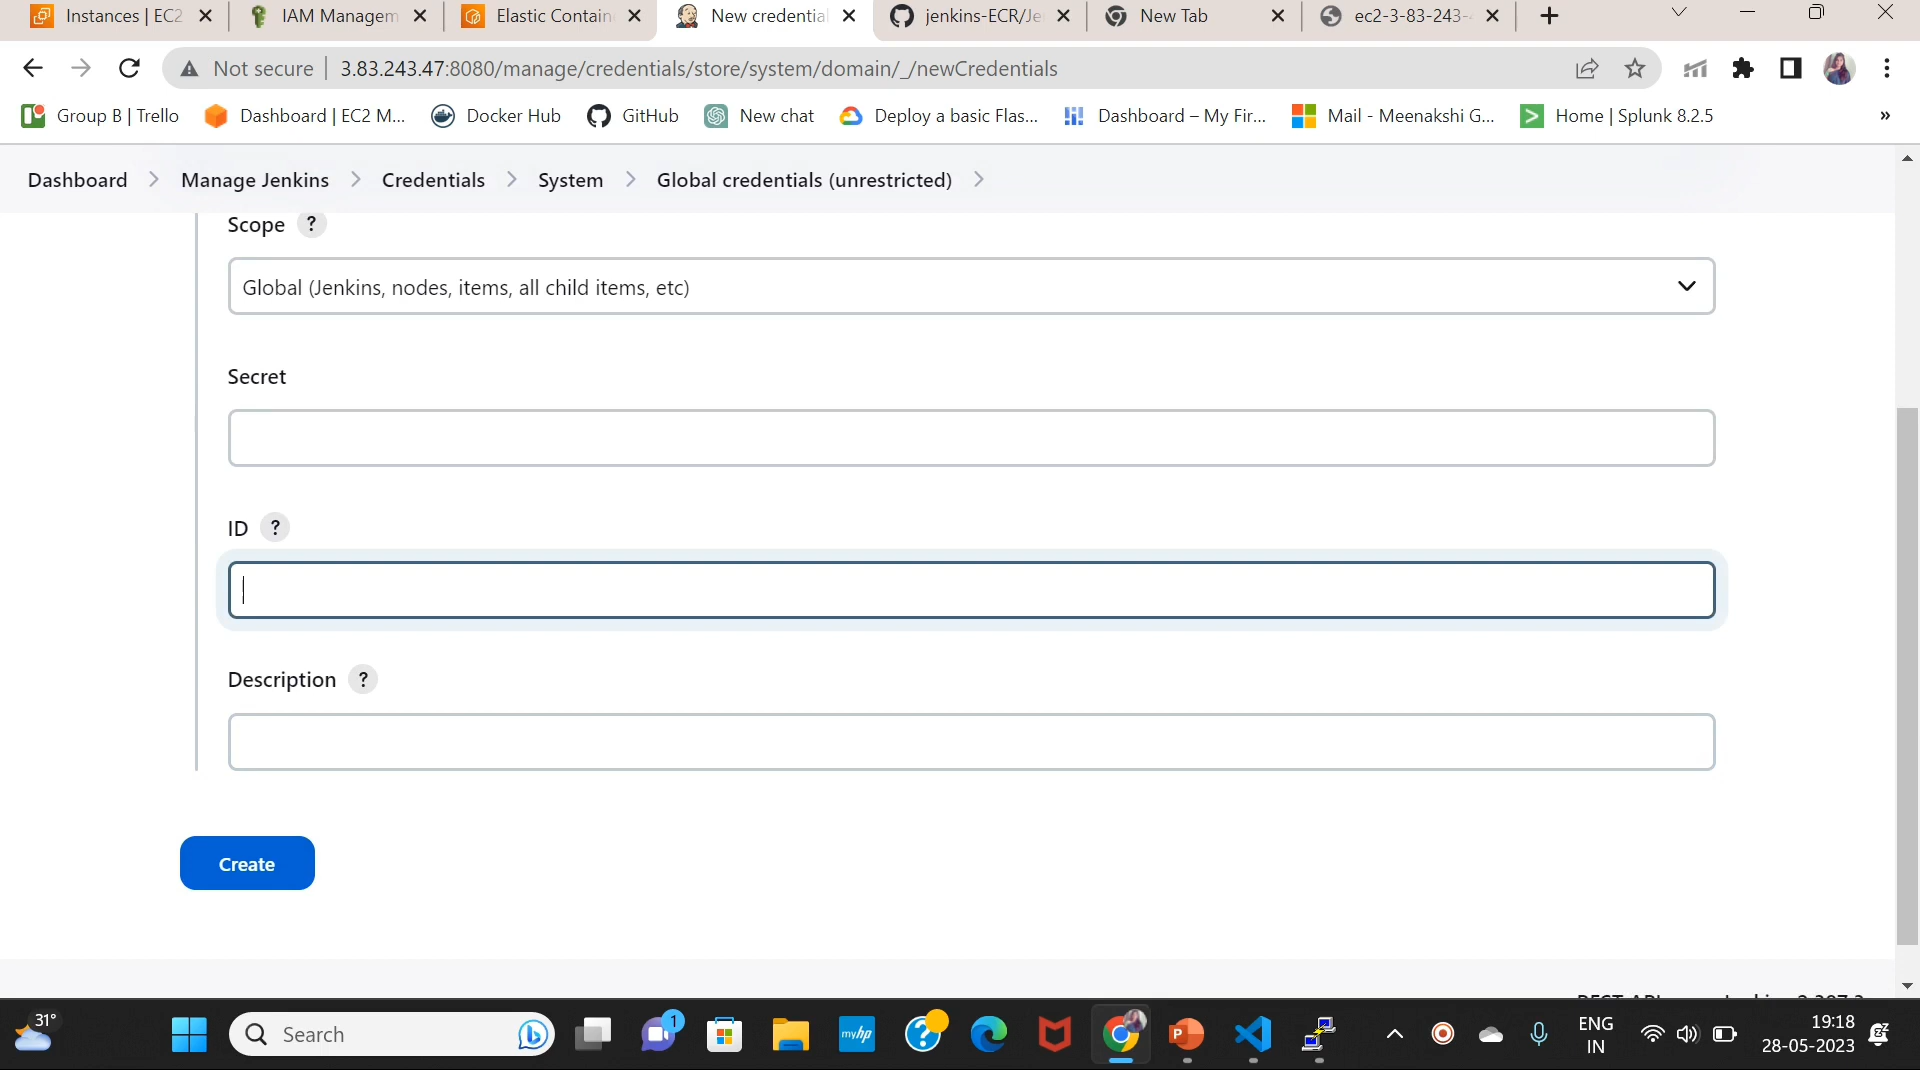 Instances | EC2
IAM Managem
Elastic Contain
New credential
jenkins-ECR/Je
New Tab
ec2-3-83-243-
Not secure
3.83.243.47:8080/manage/credentials/store/system/domain/_/newCredentials
Group B | Trello
Dashboard | EC2 M...
Docker Hub
GitHub
New chat
Deploy a basic Flas...
Dashboard – My Fir...
Mail - Meenakshi G...
Home | Splunk 8.2.5
»
Dashboard
Manage Jenkins
Credentials
System
Global credentials (unrestricted)
Scope ?
Global (Jenkins, nodes, items, all child items, etc)
Secret
ID ?
Description ?
Create
31°
Search
1
myhp
ENG
IN
19:18
28-05-2023